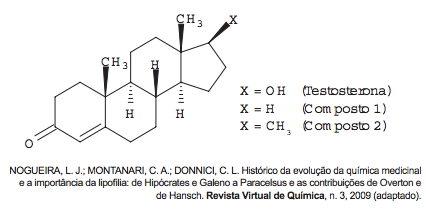 CH3 X
CH3 H
H H
O
X = OH (Testosterona)
X = H (Composto 1)
X = CH3 (Composto 2)
NOGUEIRA, L. J.; MONTANARI, C. A.; DONNICI, C. L. Histórico da evolução da química medicinal
e a importância da lipofilia: de Hipócrates e Galeno a Paracelsus e as contribuições de Overton e
de Hansch. Revista Virtual de Química, n. 3, 2009 (adaptado).